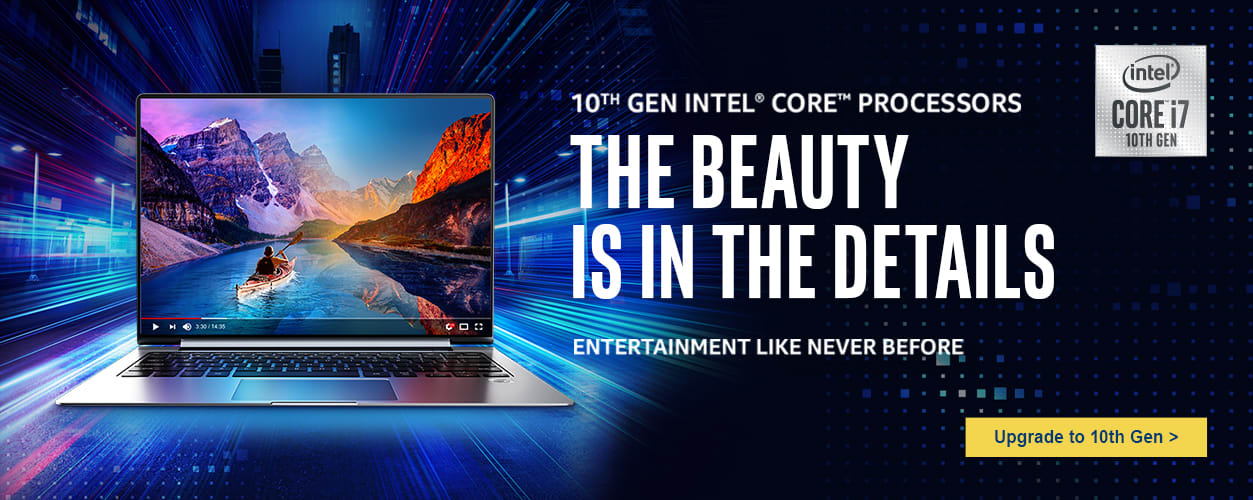 10TH GEN INTEL® CORE™ PROCESSORS
THE BEAUTY
IS IN THE DETAILS
ENTERTAINMENT LIKE NEVER BEFORE
intel®
CORE™ i7
10TH GEN
3:30 / 14:35
Upgrade to 10th Gen >